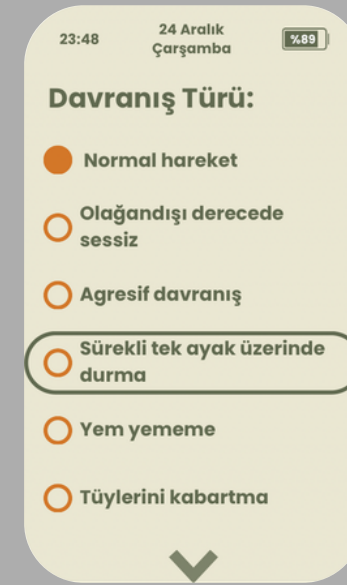 23:48
24 Aralık
Çarşamba
%89
Davranış Türü:
Normal hareket
Olağandışı derecede
sessiz
Agresif davranış
Sürekli tek ayak üzerinde
durma
Yem yememe
Tüylerini kabartma